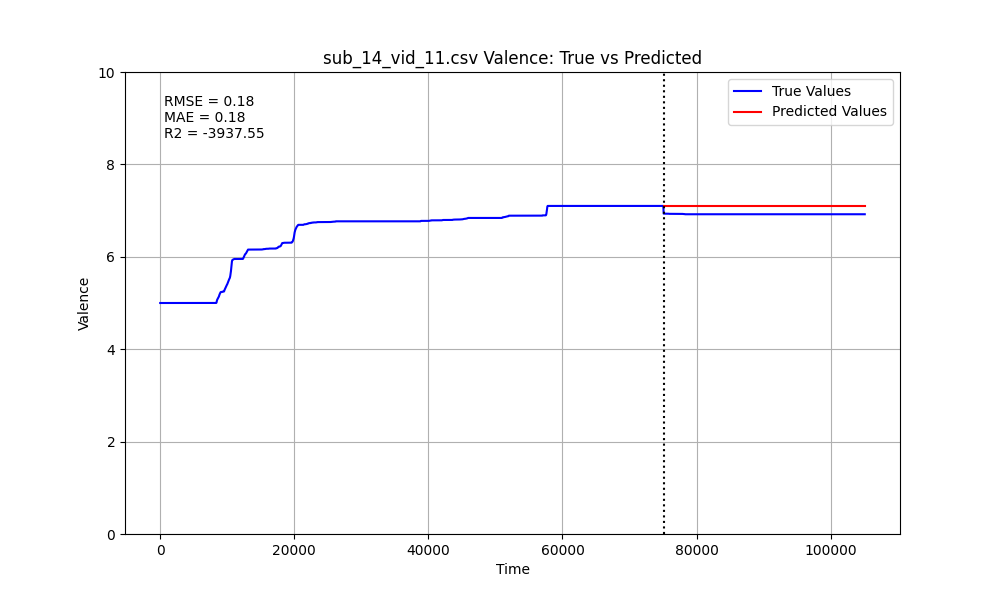 sub_14_vid_11.csv Valence: True vs Predicted
RMSE = 0.18
MAE = 0.18
R2 = -3937.55
True Values
Predicted Values
10
8
6
4
2
0
Valence
0 20000 40000 60000 80000 100000
Time